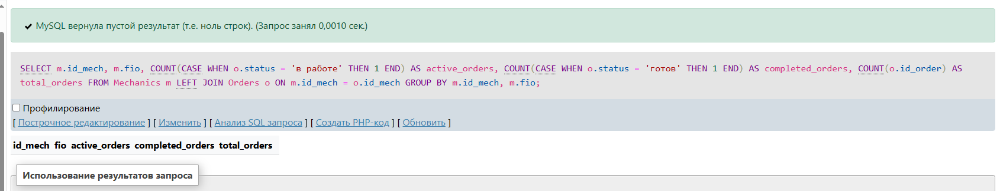 MySQL вернула пустой результат (т.е. ноль строк). (Запрос занял 0,0010 сек.)
SELECT m.id_mech, m.fio, COUNT(CASE WHEN o.status = 'в работе' THEN 1 END) AS active_orders, COUNT(CASE WHEN o.status = 'готов' THEN 1 END) AS completed_orders, COUNT(o.id_order) AS
total_orders FROM Mechanics m LEFT JOIN Orders o ON m.id_mech = o.id_mech GROUP BY m.id_mech, m.fio;
Профилирование
[ Построчное редактирование ] [ Изменить ] [ Анализ SQL запроса ] [ Создать PHP-код ] [ Обновить ]
id_mech fio active_orders completed_orders total_orders
Использование результатов запроса